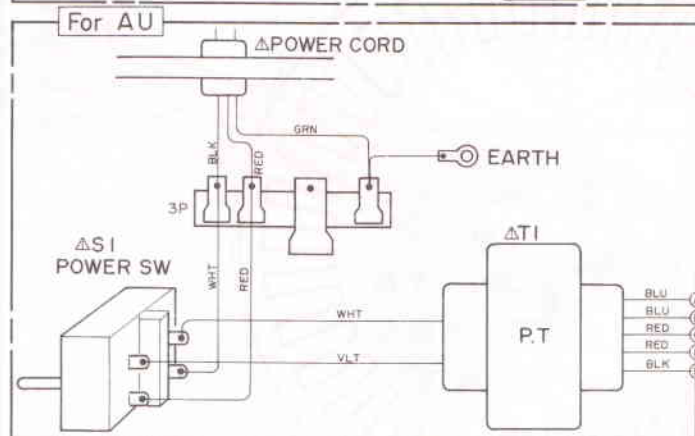 For AU
⚠POWER CORD
GRN
BLK
RED
EARTH
3P
⚠S1
POWER SW
WHT
RED
⚠T1
WHT
VLT
P.T
BLU
BLU
RED
RED
BLK